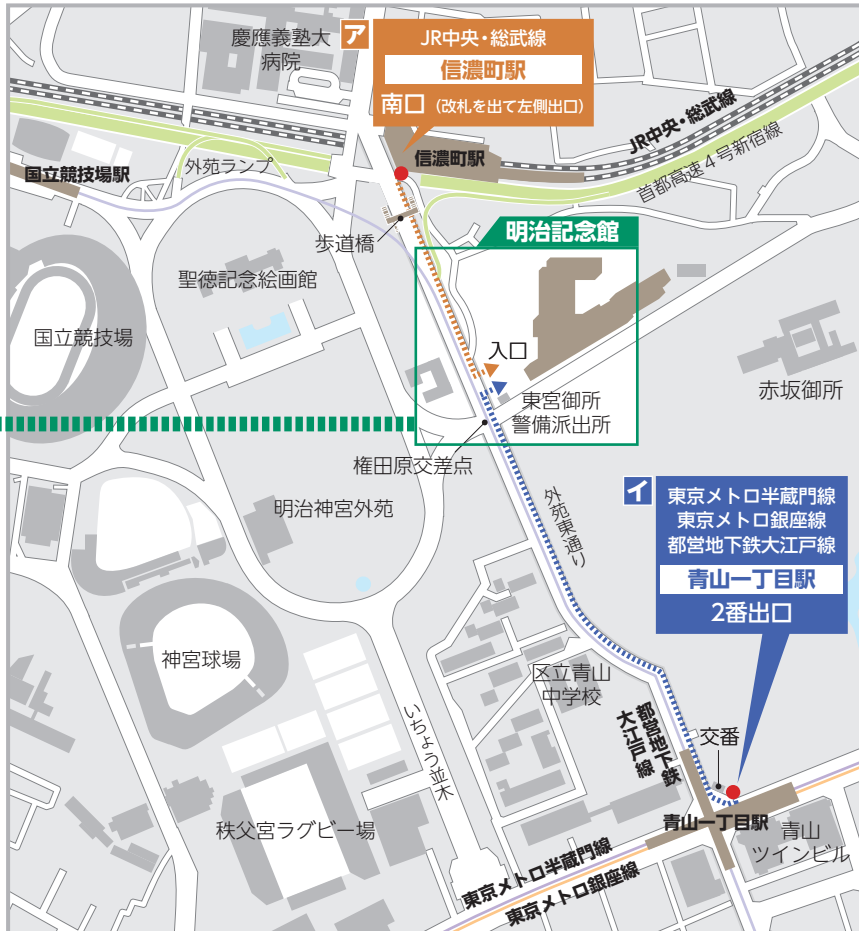 慶應義塾大
病院
ア
JR中央・総武線
信濃町駅
南口（改札を出て左側出口）
JR中央・総武線
信濃町駅
首都高速4号新宿線
国立競技場駅
外苑ランプ
歩道橋
明治記念館
聖徳記念絵画館
国立競技場
入口
赤坂御所
東宮御所
警備派出所
権田原交差点
明治神宮外苑
外苑東通り
イ
東京メトロ半蔵門線
東京メトロ銀座線
都営地下鉄大江戸線
青山一丁目駅
2番出口
神宮球場
区立青山
中学校
いちょう並木
都営地下鉄
大江戸線
交番
青山一丁目駅
秩父宮ラグビー場
青山
ツインビル
東京メトロ半蔵門線
東京メトロ銀座線